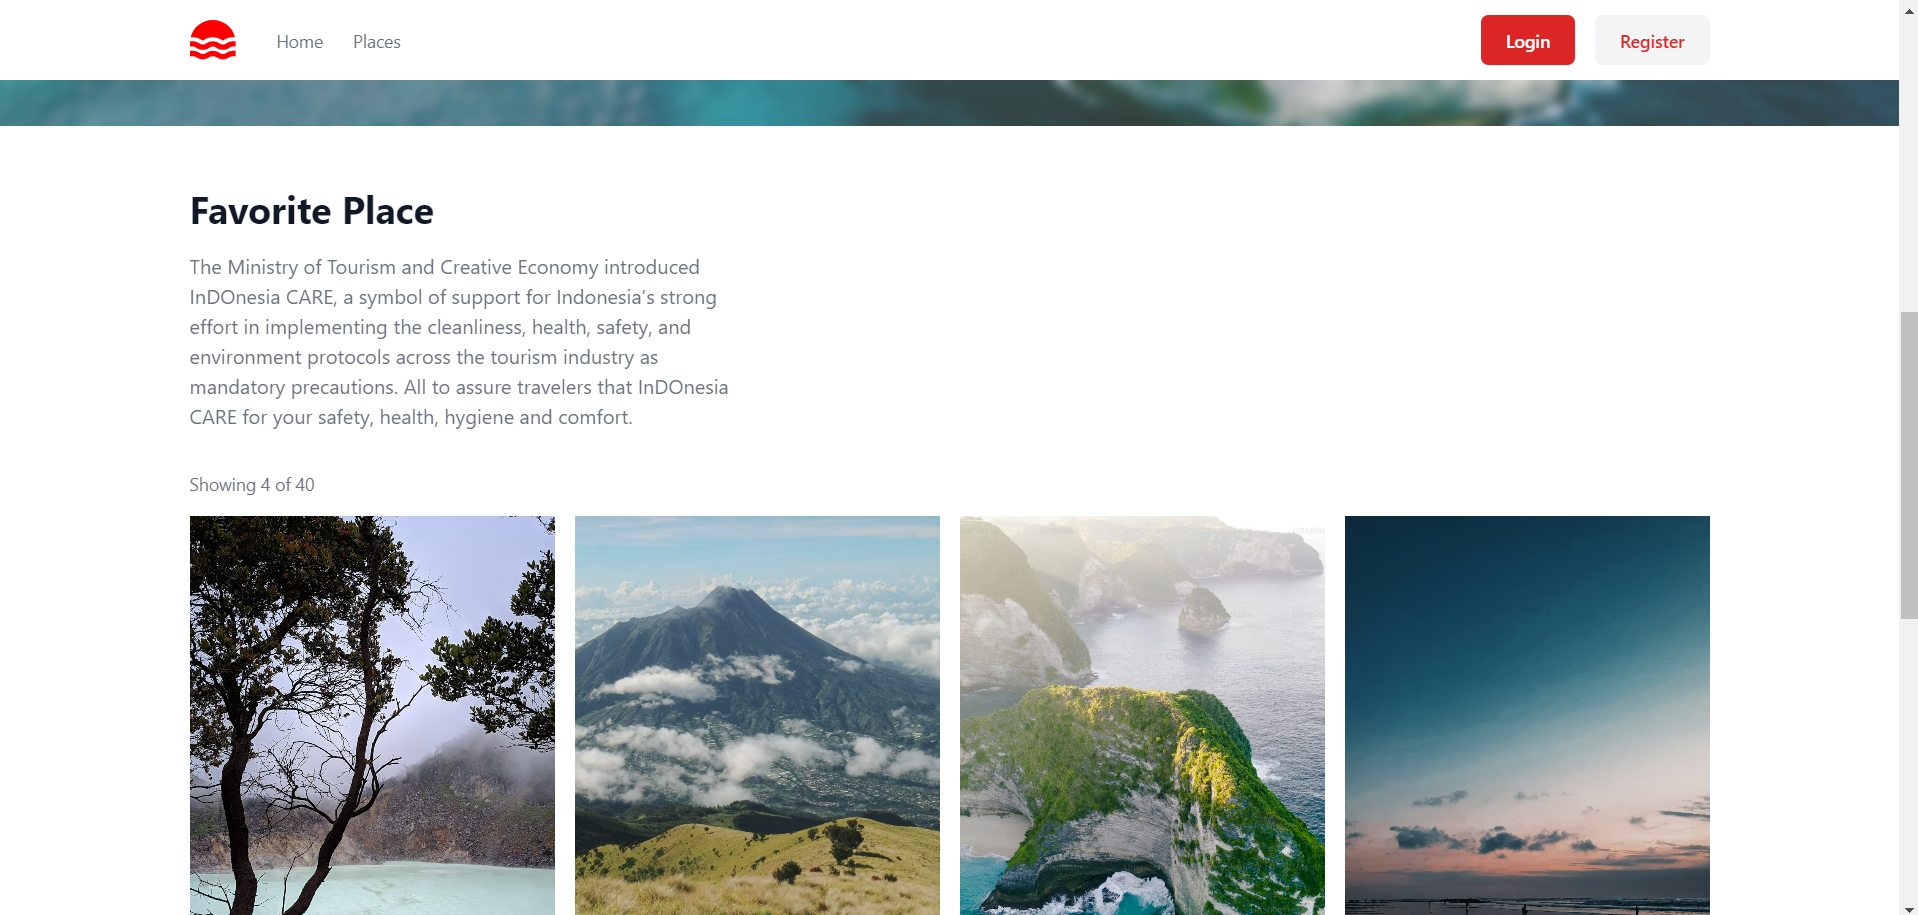 Home Places Login Register
Favorite Place
The Ministry of Tourism and Creative Economy introduced
InDOnesia CARE, a symbol of support for Indonesia’s strong
effort in implementing the cleanliness, health, safety, and
environment protocols across the tourism industry as
mandatory precautions. All to assure travelers that InDOnesia
CARE for your safety, health, hygiene and comfort.
Showing 4 of 40